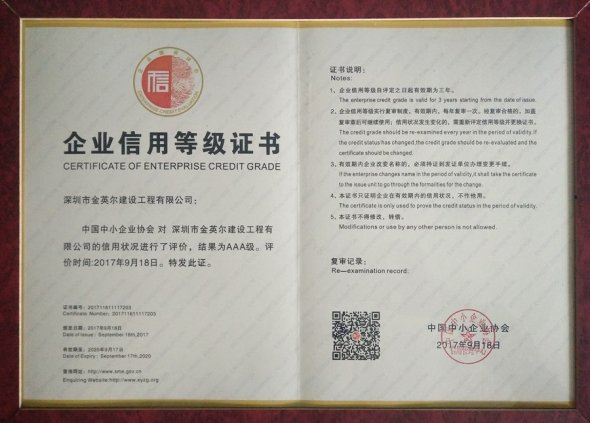 信
ENTERPRISE CREDIT EVALUATION
企业信用等级证书
CERTIFICATE OF ENTERPRISE CREDIT GRADE
深圳市金英尔建设工程有限公司：
中国中小企业协会 对 深圳市金英尔建设工程有
限公司的信用状况进行了评价，结果为AAA级。评
价时间:2017年9月18日。特发此证。
证书编号：201711611117203
Certificate Number: 201711611117203
颁发日期：2017年9月18日
Date of Issue: September 18th,2017
有效期至：2020年9月17日
Date of Expiry : September 17th,2020
查询网址：http://www.sme.gov.cn
Enquiring Website:http://www.xyzg.org
证书说明：
Notes:
1、企业信用等级自评定之日起有效期为三年。
The enterprise credit grade is valid for 3 years starting from the date of issue.
2、企业信用等级实行复审制度，有效期内，每年复审一次。经复审合格的，加盖
复审章后可继续使用；信用状况发生变化的，需重新评定信用等级并更换证书。
The credit grade should be re-examined every year in the period of validity,if
the credit status has changed,the credit grade should be re-evaluated and the
certificate should be changed.
3、有效期内企业改变名称的，必须持证到发证单位办理变更手续。
If the enterprise changes name in the period of validity,it shall take the certificate
to the issue unit to go through the formalities for the change.
4、本证书只证明企业在有效期内的信用状况，不作他用。
The certificate is only used to prove the credit status in the period of validity.
5、本证书不得修改、转借。
Modifications or use by any other person is not allowed.
复审记录：
Re—examination record:
中国中小企业协会
2017年9月18日